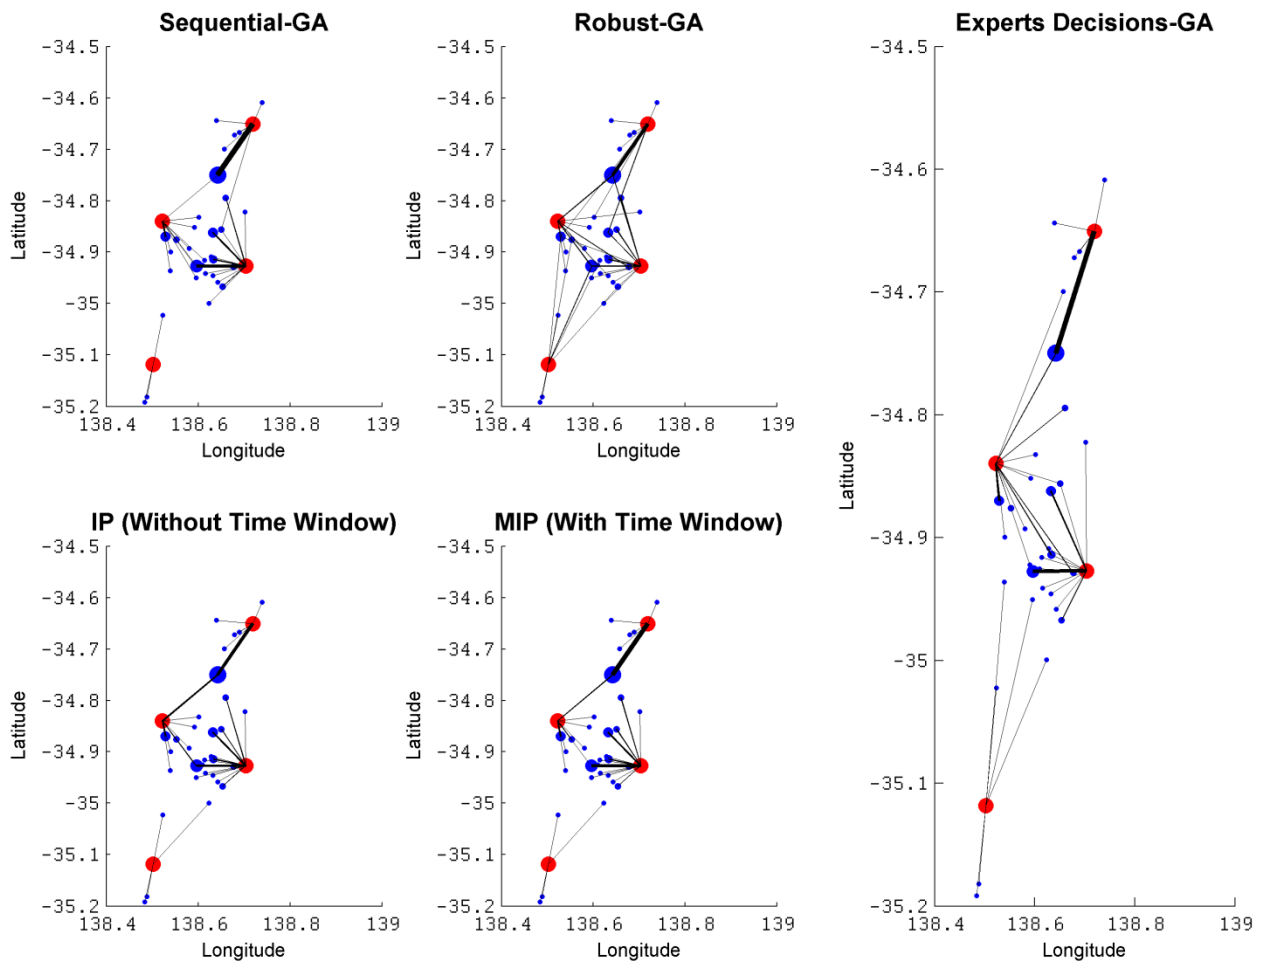 Sequential-GA
-34.5
-34.6
-34.7
-34.8
-34.9
-35
-35.1
-35.2
138.4 138.6 138.8 139
Latitude
Longitude
Robust-GA
-34.5
-34.6
-34.7
-34.8
-34.9
-35
-35.1
-35.2
138.4 138.6 138.8 139
Latitude
Longitude
Experts Decisions-GA
-34.5
-34.6
-34.7
-34.8
-34.9
-35
-35.1
-35.2
138.4 138.6 138.8 139
Latitude
Longitude
IP (Without Time Window)
-34.5
-34.6
-34.7
-34.8
-34.9
-35
-35.1
-35.2
138.4 138.6 138.8 139
Latitude
Longitude
MIP (With Time Window)
-34.5
-34.6
-34.7
-34.8
-34.9
-35
-35.1
-35.2
138.4 138.6 138.8 139
Latitude
Longitude